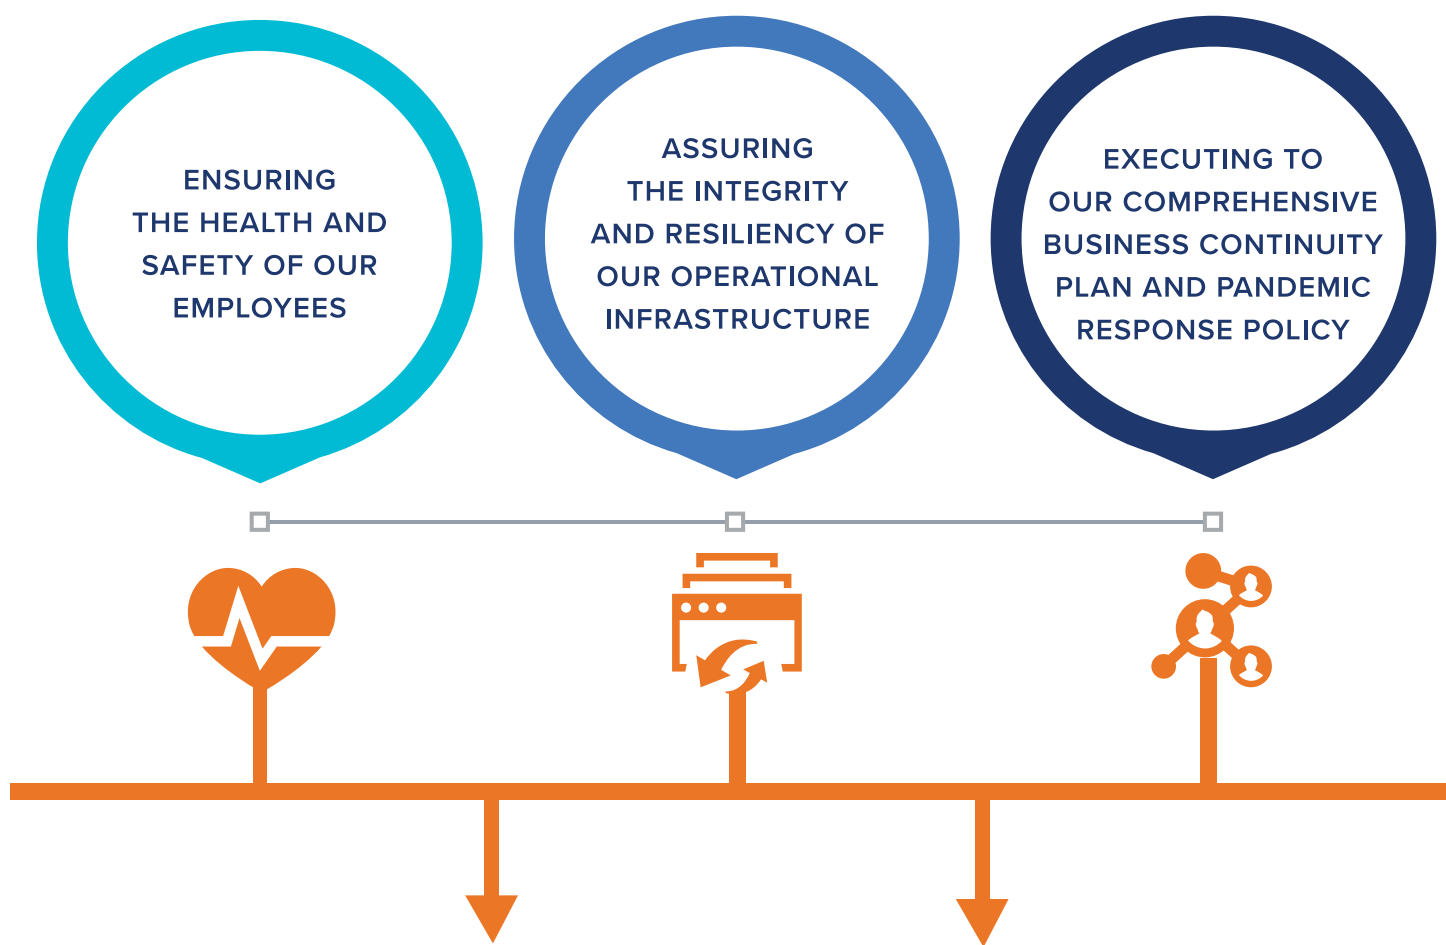 ENSURING
THE HEALTH AND
SAFETY OF OUR
EMPLOYEES
ASSURING
THE INTEGRITY
AND RESILIENCY OF
OUR OPERATIONAL
INFRASTRUCTURE
EXECUTING TO
OUR COMPREHENSIVE
BUSINESS CONTINUITY
PLAN AND PANDEMIC
RESPONSE POLICY